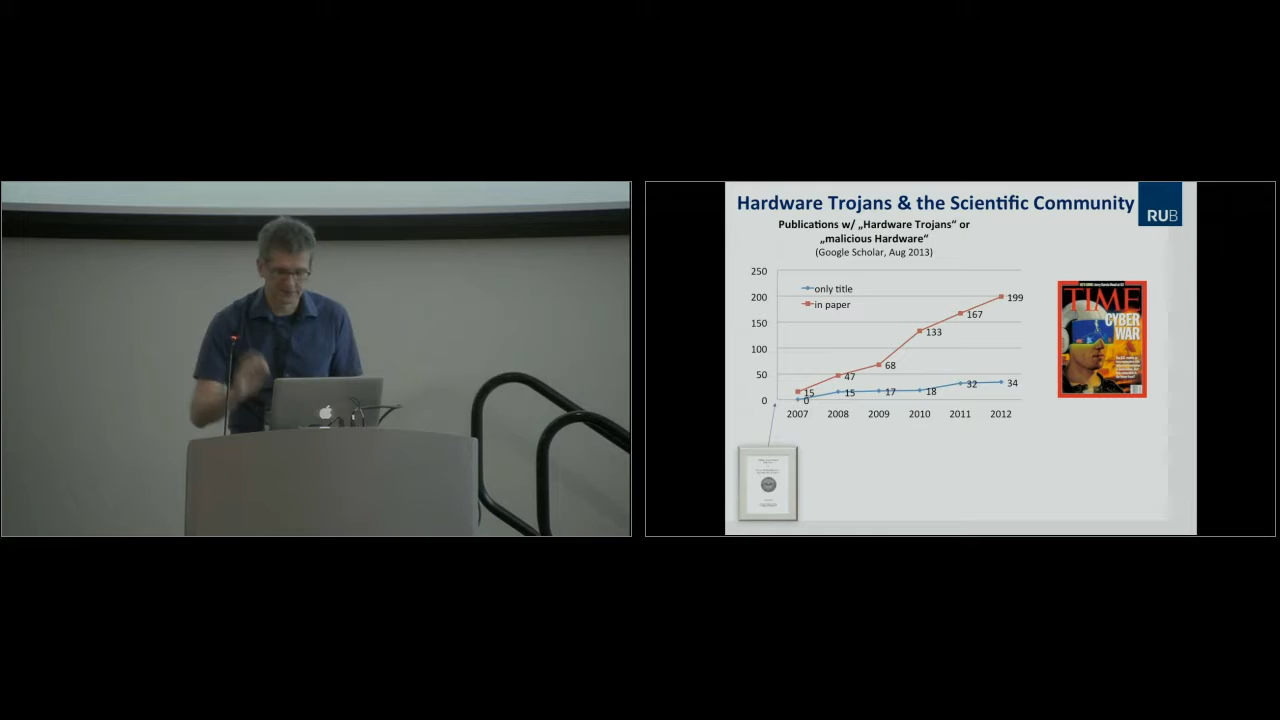 Hardware Trojans & the Scientific Community
RUB
Publications w/ „Hardware Trojans“ or
„malicious Hardware“
(Google Scholar, Aug 2013)
250
200
150
100
50
0
only title
in paper
15
47
68
133
167
199
0
15
17
18
32
34
2007 2008 2009 2010 2011 2012
TIME
CYBER
WAR